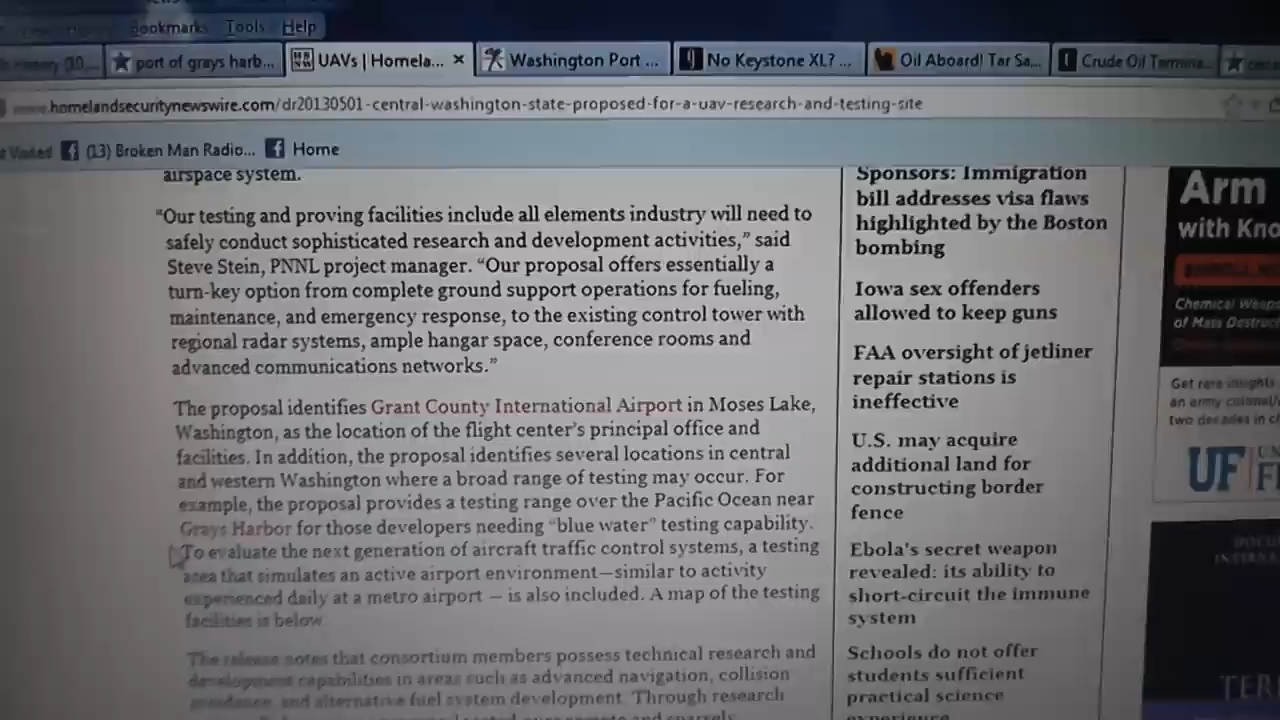 Bookmarks Tools Help
port of grays harb...
UAVs | Homela... ×
Washington Port ...
No Keystone XL? ...
Oil Aboard! Tar Sa...
Crude Oil Termina...
www.homelandsecuritynewswire.com/dr20130501-central-washington-state-proposed-for-a-uav-research-and-testing-site
Visited
(13) Broken Man Radio...
Home
airspace system.
“Our testing and proving facilities include all elements industry will need to
safely conduct sophisticated research and development activities,” said
Steve Stein, PNNL project manager. “Our proposal offers essentially a
turn-key option from complete ground support operations for fueling,
maintenance, and emergency response, to the existing control tower with
regional radar systems, ample hangar space, conference rooms and
advanced communications networks.”
The proposal identifies Grant County International Airport in Moses Lake,
Washington, as the location of the flight center’s principal office and
facilities. In addition, the proposal identifies several locations in central
and western Washington where a broad range of testing may occur. For
example, the proposal provides a testing range over the Pacific Ocean near
Grays Harbor for those developers needing “blue water” testing capability.
To evaluate the next generation of aircraft traffic control systems, a testing
area that simulates an active airport environment—similar to activity
experienced daily at a metro airport — is also included. A map of the testing
facilities is below
The release notes that consortium members possess technical research and
development capabilities in areas such as advanced navigation, collision
avoidance, and alternative fuel system development. Through research
Sponsors: Immigration
bill addresses visa flaws
highlighted by the Boston
bombing
Iowa sex offenders
allowed to keep guns
FAA oversight of jetliner
repair stations is
ineffective
U.S. may acquire
additional land for
constructing border
fence
Ebola's secret weapon
revealed: its ability to
short-circuit the immune
system
Schools do not offer
students sufficient
practical science
experience
Arm
with Kno
Chemical Weapo
of Mass Destruc
Get rare insights
an army colonel/
two decades in c
UF